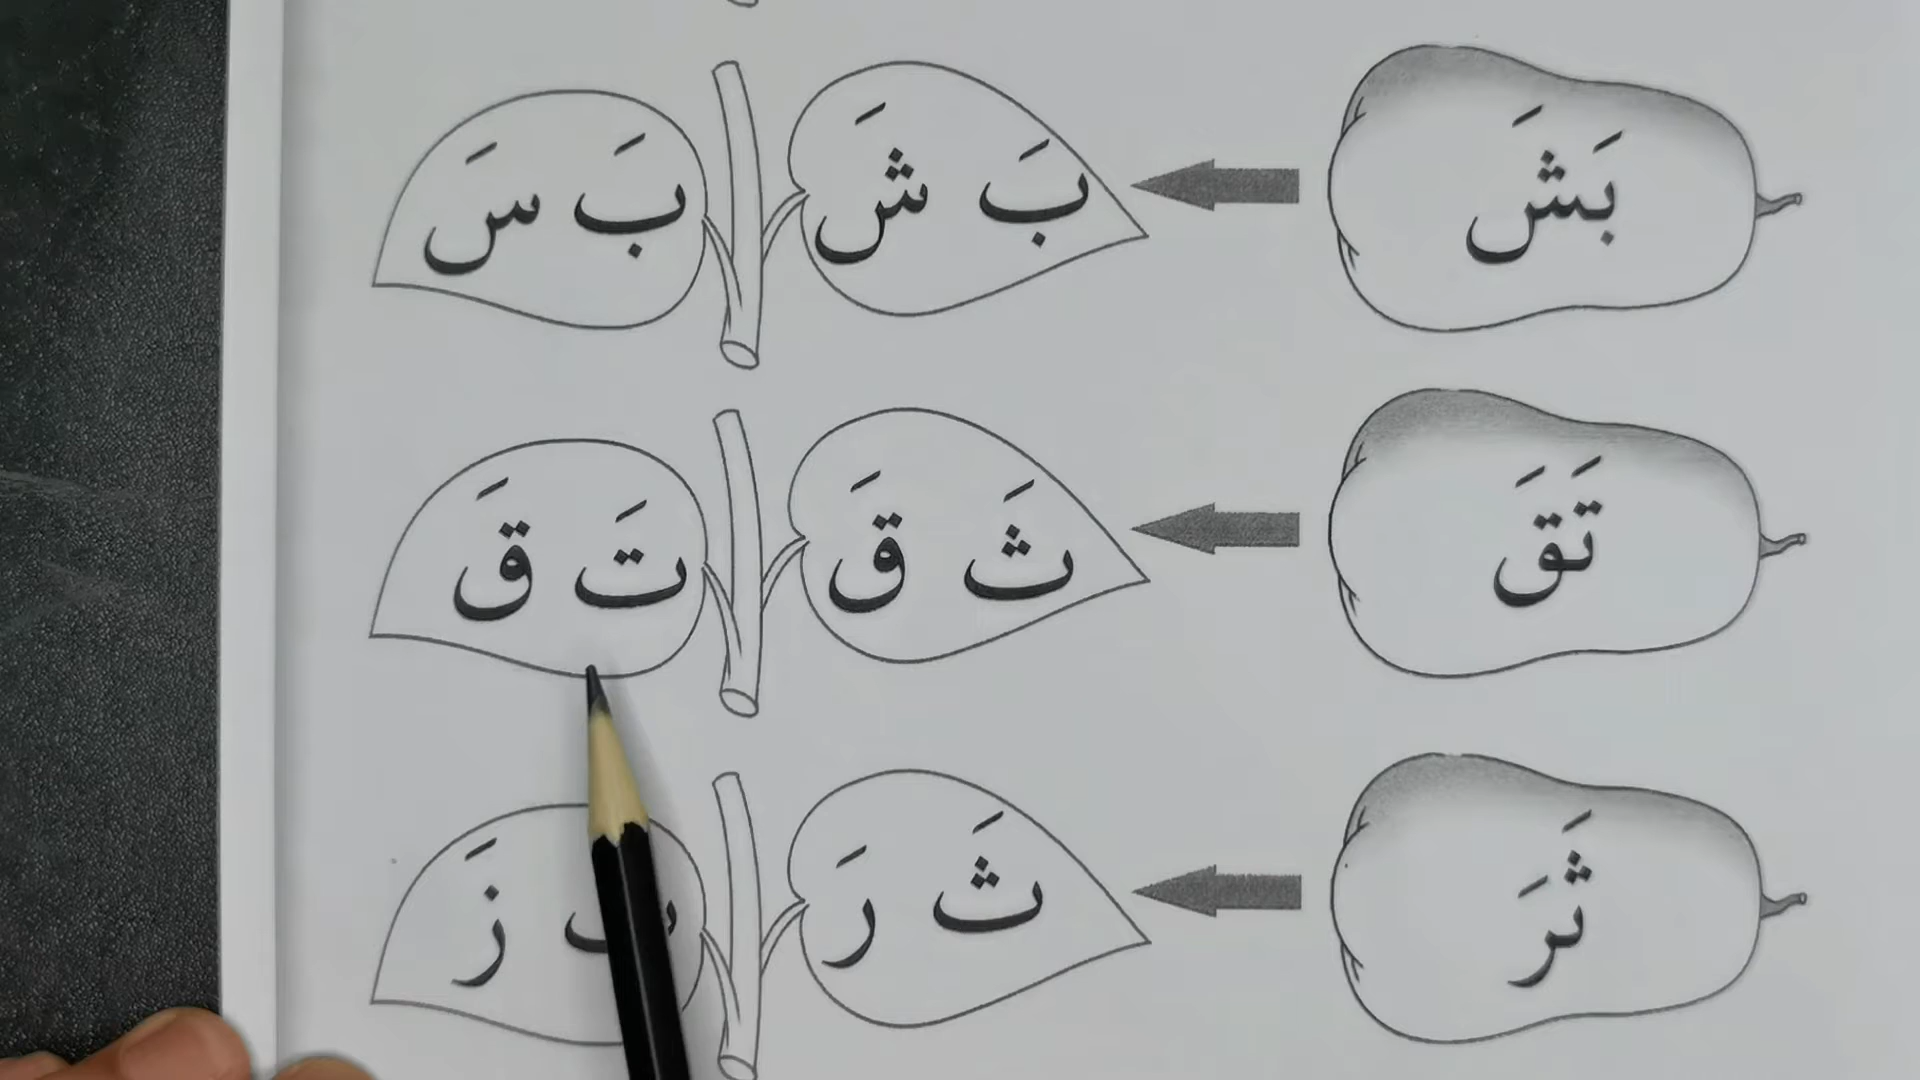 بَشَ بَ شَ بَ سَ
تَقَ ثَ قَ تَ قَ
ثَرَ ثَ رَ زَ